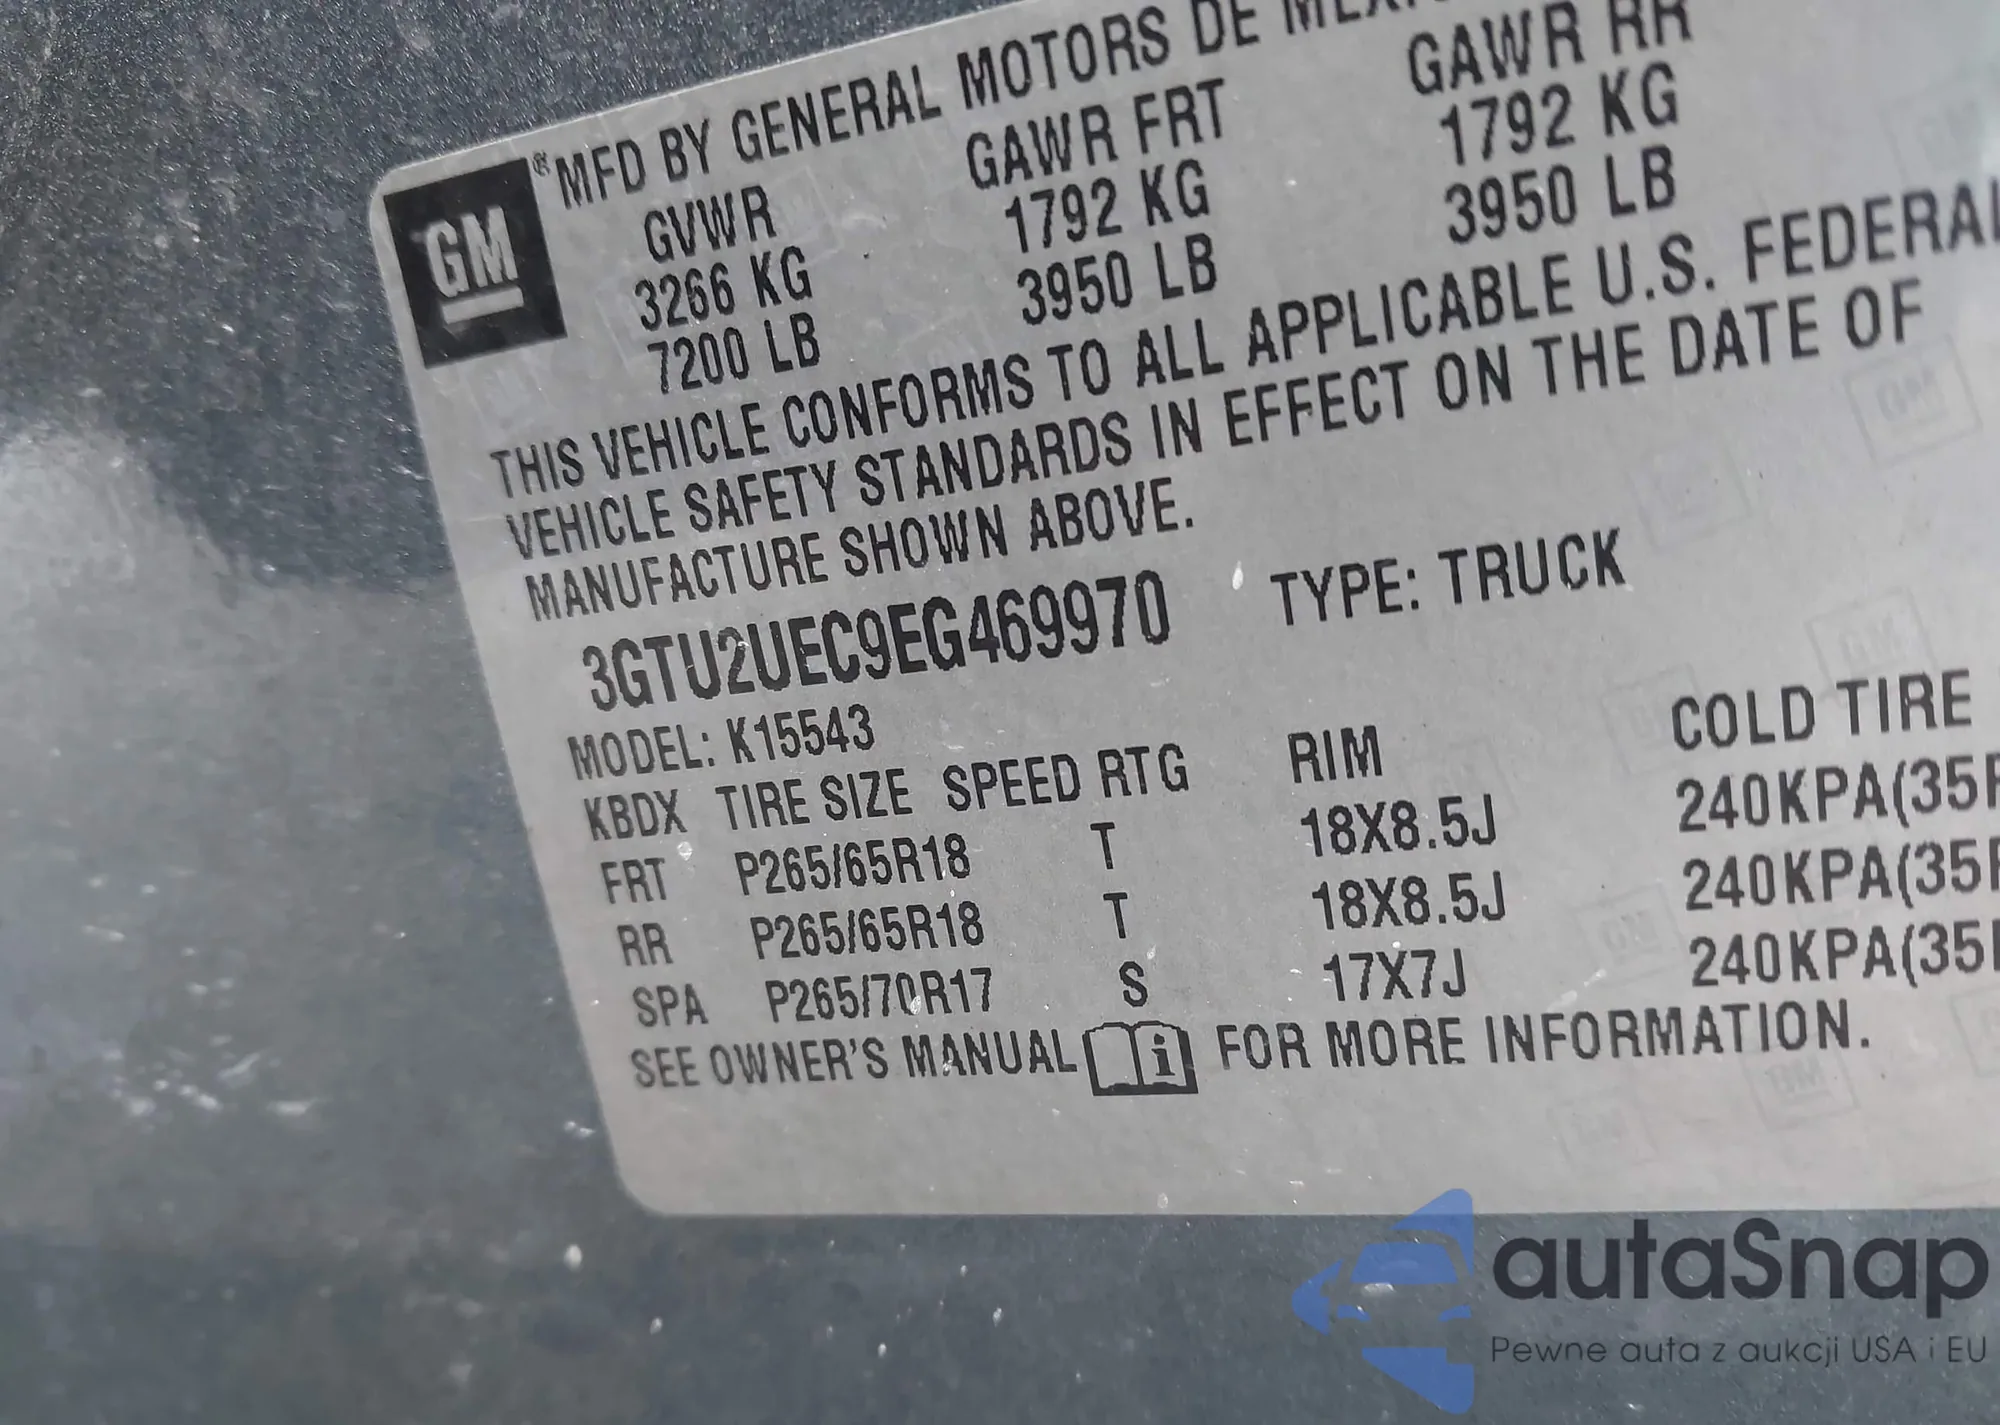 GM
® MFD BY GENERAL MOTORS DE
GVWR GAWR FRT GAWR RR
3266 KG 1792 KG 1792 KG
7200 LB 3950 LB 3950 LB
THIS VEHICLE CONFORMS TO ALL APPLICABLE U.S. FEDERAL
VEHICLE SAFETY STANDARDS IN EFFECT ON THE DATE OF
MANUFACTURE SHOWN ABOVE.
3GTU2UEC9EG469970 TYPE: TRUCK
MODEL: K15543
KBDX TIRE SIZE SPEED RTG RIM COLD TIRE
FRT P265/65R18 T 18X8.5J 240KPA(35
RR P265/65R18 T 18X8.5J 240KPA(35
SPA P265/70R17 S 17X7J 240KPA(35
SEE OWNER'S MANUAL i FOR MORE INFORMATION.
autaSnap
Pewne auta z aukcji USA i EU